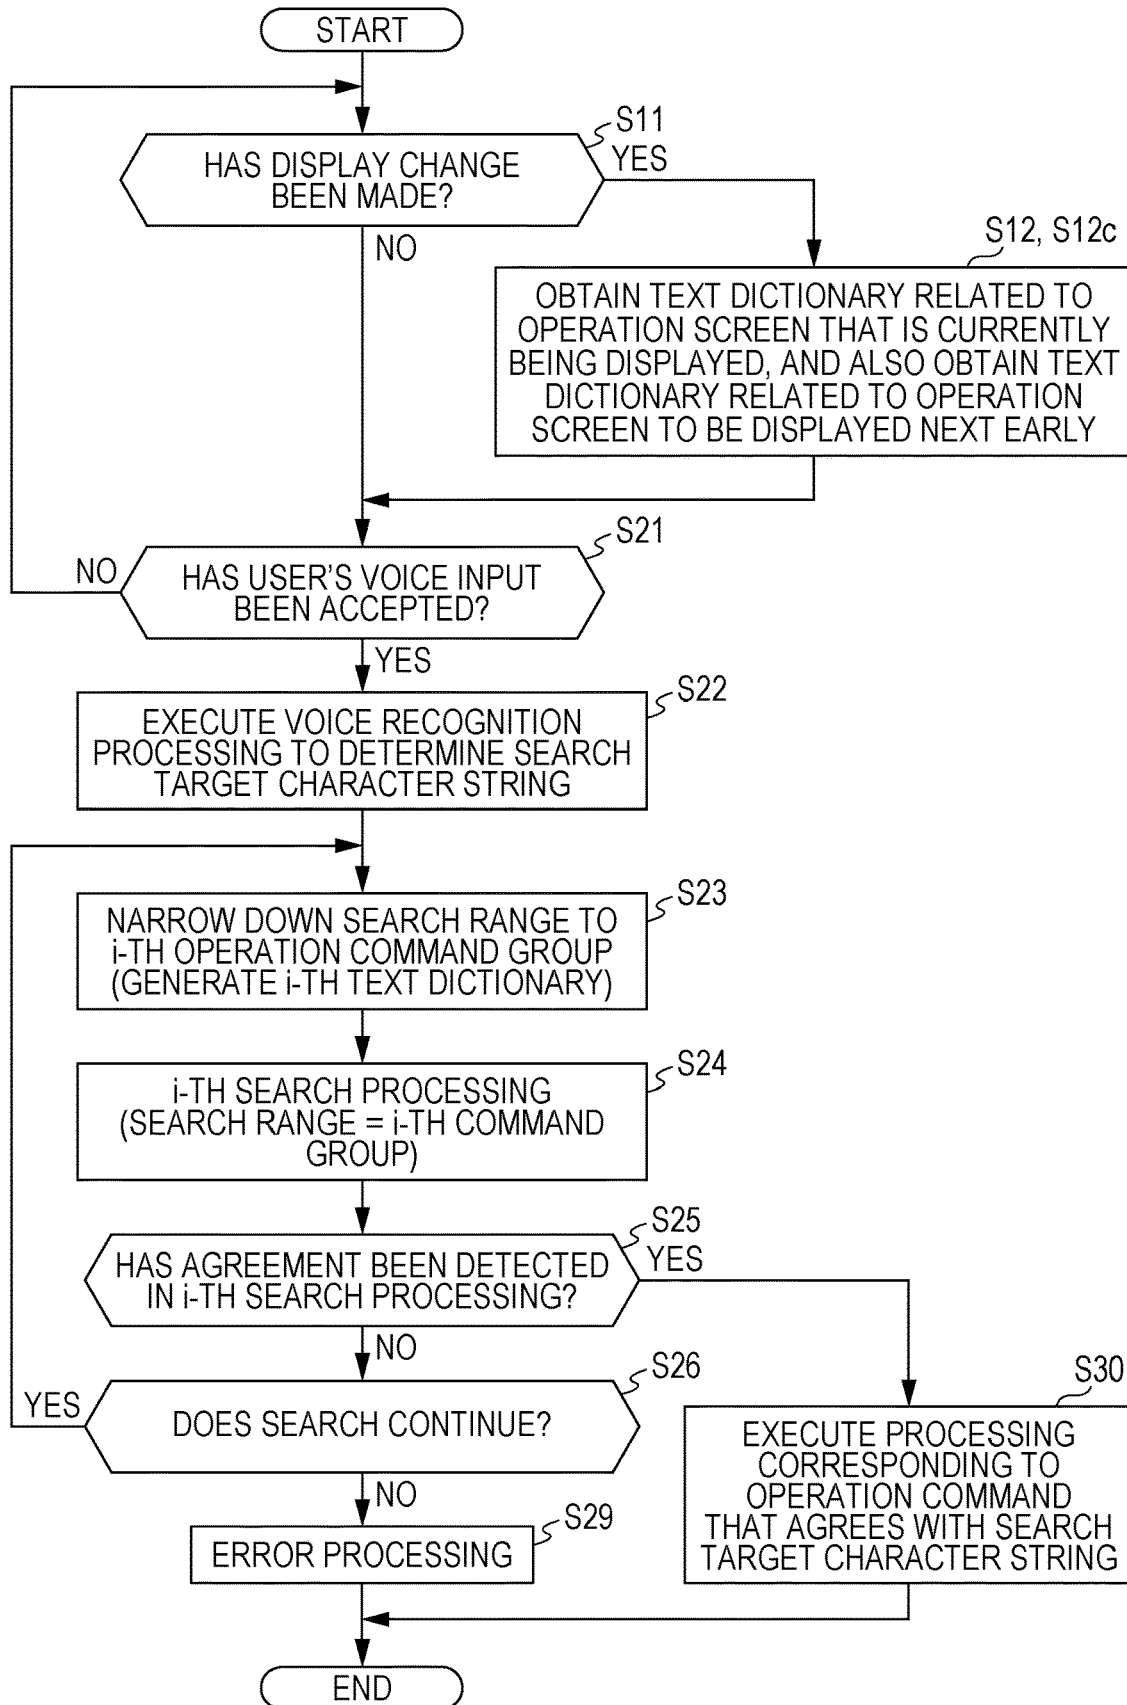 START
S11
HAS DISPLAY CHANGE
BEEN MADE?
YES
NO
S12, S12c
OBTAIN TEXT DICTIONARY RELATED TO
OPERATION SCREEN THAT IS CURRENTLY
BEING DISPLAYED, AND ALSO OBTAIN TEXT
DICTIONARY RELATED TO OPERATION
SCREEN TO BE DISPLAYED NEXT EARLY
S21
NO
HAS USER'S VOICE INPUT
BEEN ACCEPTED?
YES
S22
EXECUTE VOICE RECOGNITION
PROCESSING TO DETERMINE SEARCH
TARGET CHARACTER STRING
S23
NARROW DOWN SEARCH RANGE TO
i-TH OPERATION COMMAND GROUP
(GENERATE i-TH TEXT DICTIONARY)
S24
i-TH SEARCH PROCESSING
(SEARCH RANGE = i-TH COMMAND
GROUP)
S25
HAS AGREEMENT BEEN DETECTED
IN i-TH SEARCH PROCESSING?
YES
NO
S26
YES
DOES SEARCH CONTINUE?
NO
S30
EXECUTE PROCESSING
CORRESPONDING TO
OPERATION COMMAND
THAT AGREES WITH SEARCH
TARGET CHARACTER STRING
S29
ERROR PROCESSING
END